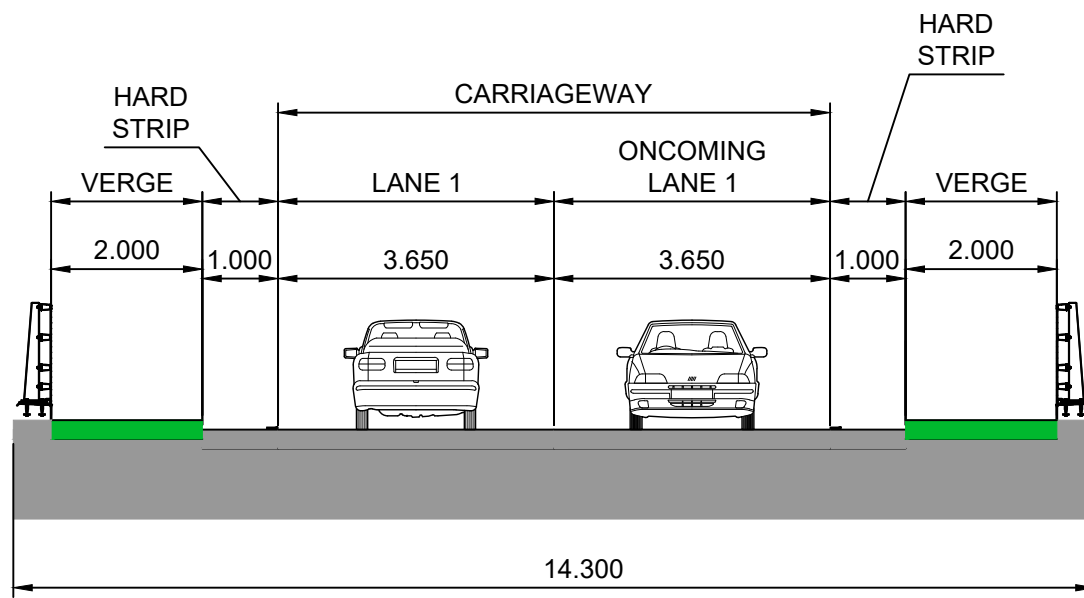 HARD
STRIP
CARRIAGEWAY
HARD
STRIP
VERGE
LANE 1
ONCOMING
LANE 1
VERGE
2.000
1.000
3.650
3.650
1.000
2.000
14.300